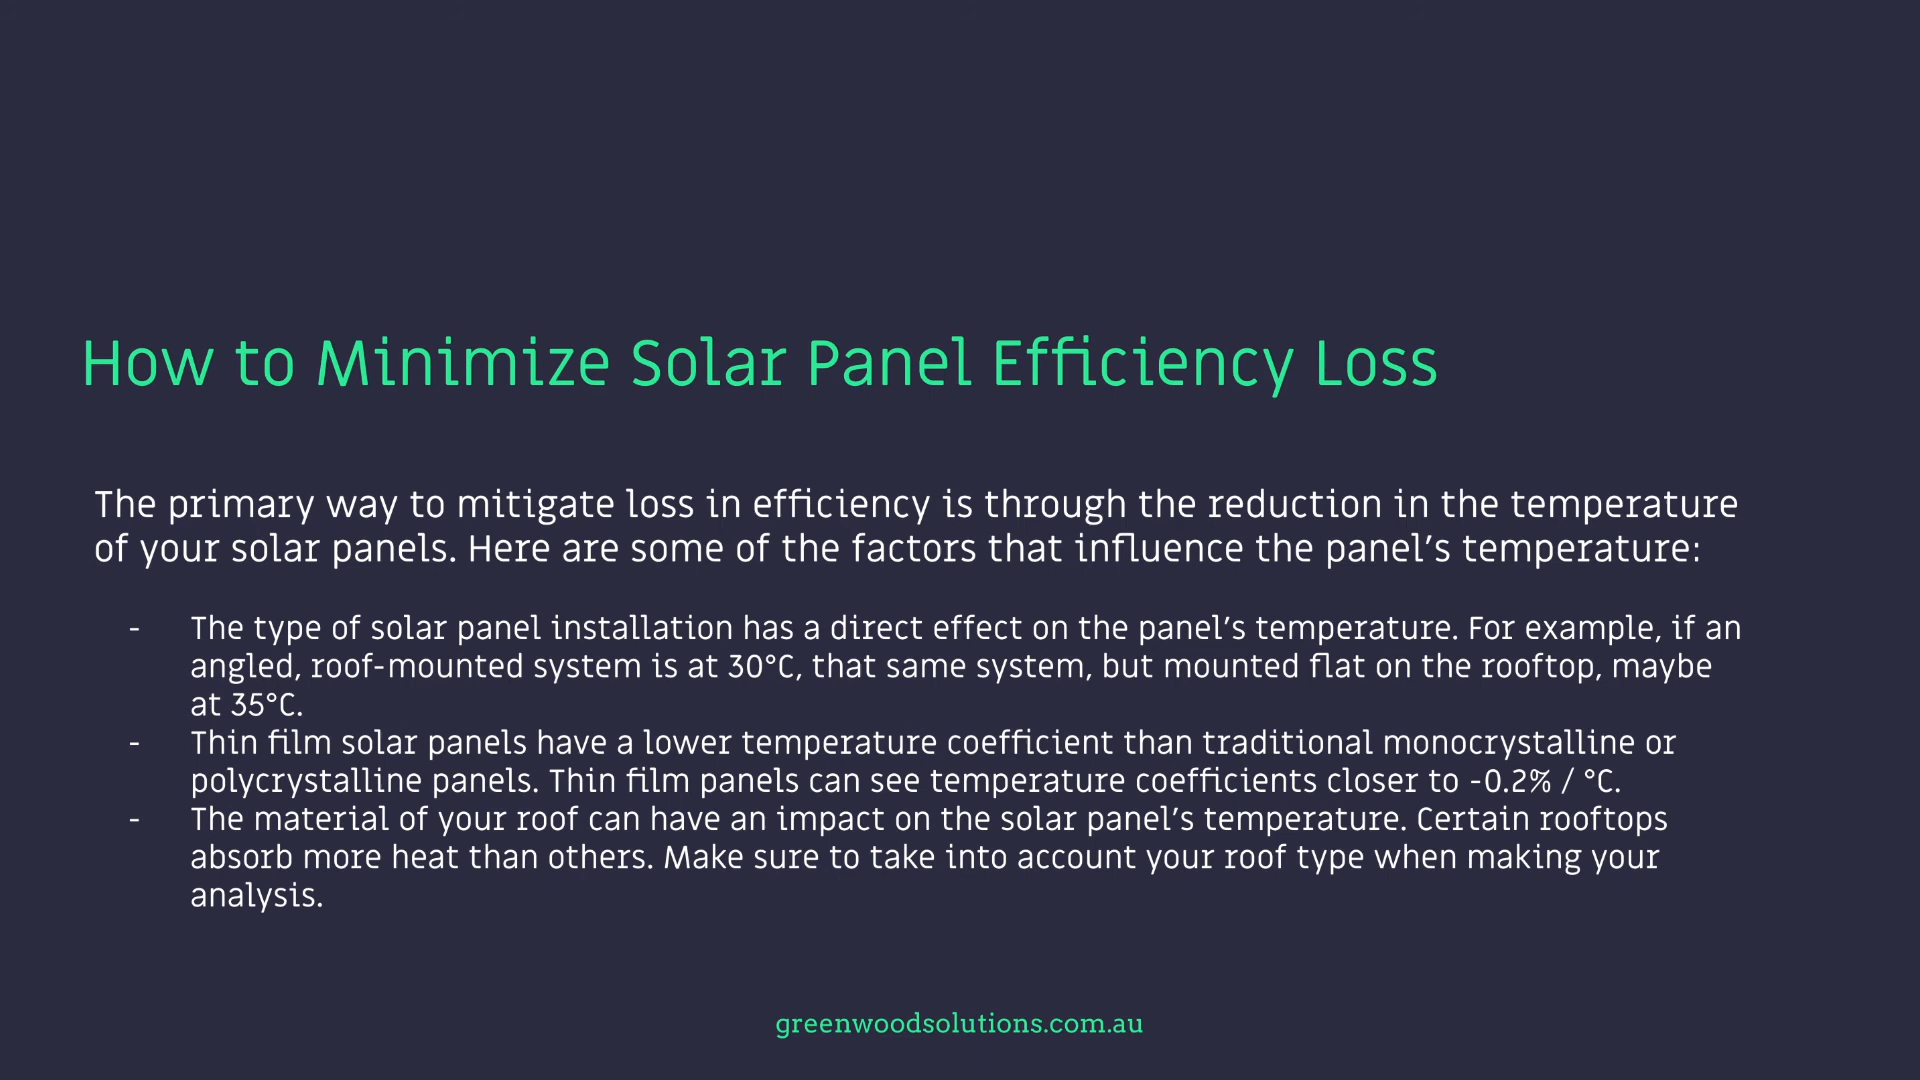 How to Minimize Solar Panel Efficiency Loss
The primary way to mitigate loss in efficiency is through the reduction in the temperature
of your solar panels. Here are some of the factors that influence the panel's temperature:
- The type of solar panel installation has a direct effect on the panel's temperature. For example, if an
angled, roof-mounted system is at 30°C, that same system, but mounted flat on the rooftop, maybe
at 35°C.
- Thin film solar panels have a lower temperature coefficient than traditional monocrystalline or
polycrystalline panels. Thin film panels can see temperature coefficients closer to -0.2% / °C.
- The material of your roof can have an impact on the solar panel's temperature. Certain rooftops
absorb more heat than others. Make sure to take into account your roof type when making your
analysis.
greenwoodsolutions.com.au